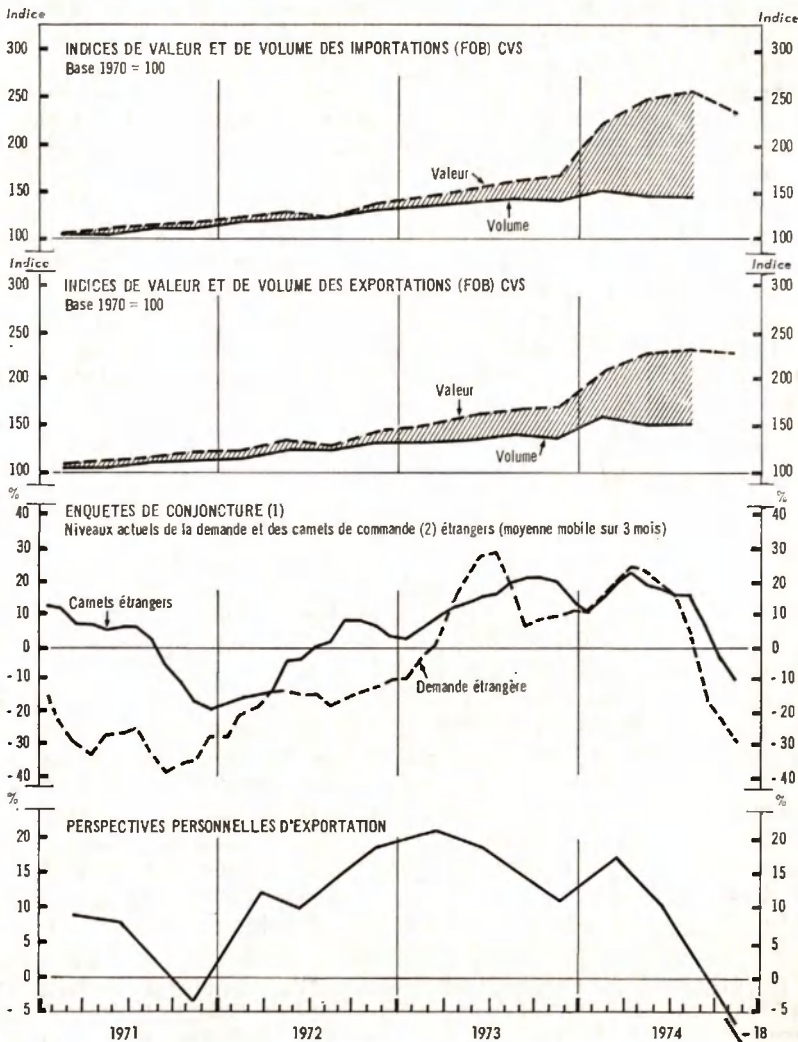 Indice Indice
INDICES DE VALEUR ET DE VOLUME DES IMPORTATIONS (FOB) CVS
Base 1970 = 100
300 300
250 250
200 200
Valeur
150 150
Volume
100 100
Indice Indice
INDICES DE VALEUR ET DE VOLUME DES EXPORTATIONS (FOB) CVS
300 300
Base 1970 = 100
250 250
200 200
Valeur
150 150
Volume
100 100
% %
ENQUETES DE CONJONCTURE (1)
40 40
Niveaux actuels de la demande et des carnets de commande (2) étrangers (moyenne mobile sur 3 mois)
30 30
20 20
Carnets étrangers
10 10
0 0
- 10 - 10
Demande étrangère
- 20 - 20
- 30 - 30
- 40 - 40
% %
PERSPECTIVES PERSONNELLES D'EXPORTATION
20 20
15 15
10 10
5 5
0 0
- 5 - 5
1971 1972 1973 1974 - 18